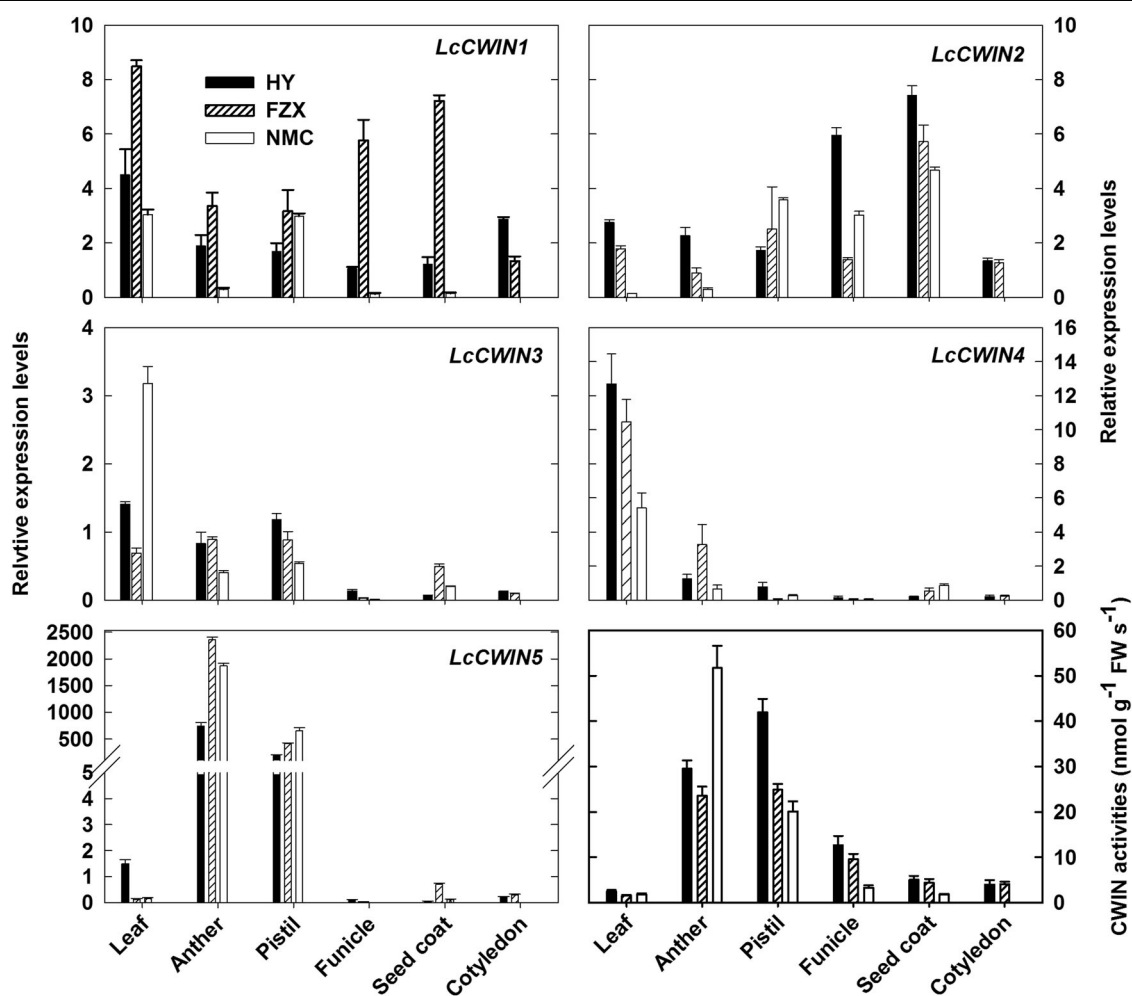 10
8
6
4
2
0
LcCWIN1
HY
FZX
NMC
LcCWIN2
10
8
6
4
2
0
Relative expression levels
Relvtive expression levels
4
3
2
1
0
LcCWIN3
LcCWIN4
16
14
12
10
8
6
4
2
0
2500
2000
1500
1000
500
5
4
3
2
1
0
LcCWIN5
60
50
40
30
20
10
0
CWIN activities (nmol g⁻¹ FW s⁻¹)
Leaf
Anther
Pistil
Funicle
Seed coat
Cotyledon
Leaf
Anther
Pistil
Funicle
Seed coat
Cotyledon